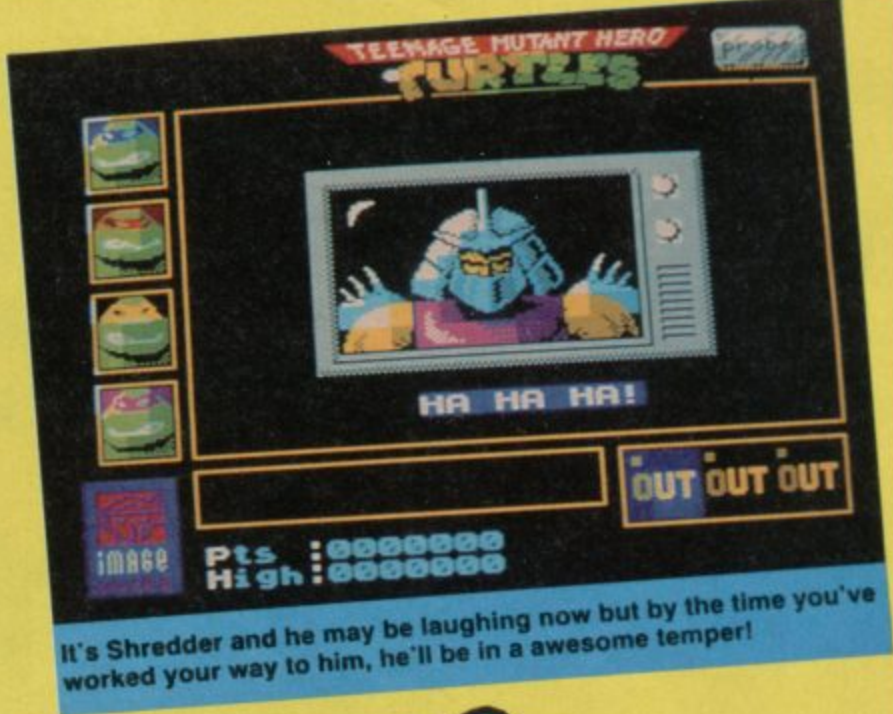 TEENAGE MUTANT HERO
TURTLES
PROBE
HA HA HA!
OUT OUT OUT
IMAGE
Pts :0000000
High:0000000
It's Shredder and he may be laughing now but by the time you've
worked your way to him, he'll be in a awesome temper!